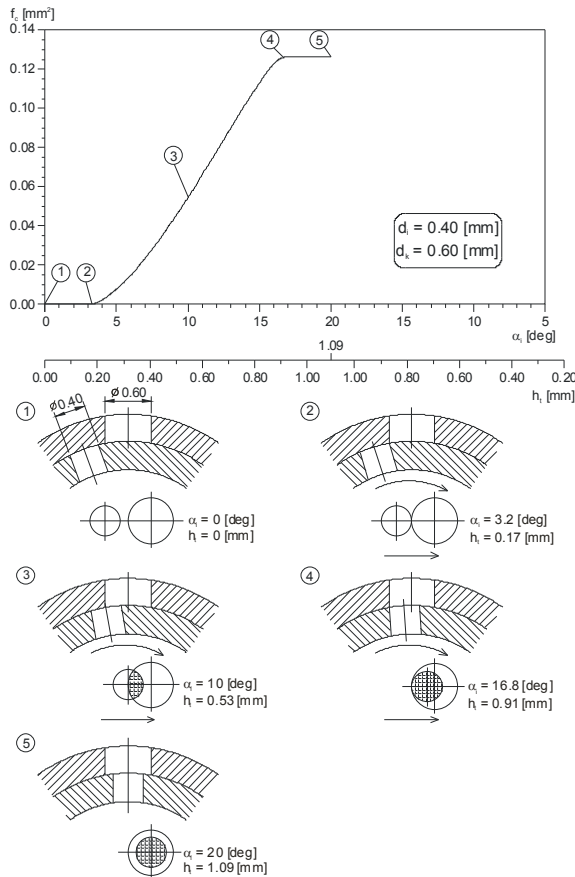 f_c [mm²]
0.14
0.12
0.10
0.08
0.06
0.04
0.02
0.00
4 5
3
1 2
d_i = 0.40 [mm]
d_k = 0.60 [mm]
0 5 10 15 20 15 10 5
α_i [deg]
1.09
0.00 0.20 0.40 0.60 0.80 1.00 1.00 0.80 0.60 0.40 0.20
h_i [mm]
1
ø0.40
ø 0.60
α_i = 0 [deg]
h_i = 0 [mm]
2
α_i = 3.2 [deg]
h_i = 0.17 [mm]
3
α_i = 10 [deg]
h_i = 0.53 [mm]
4
α_i = 16.8 [deg]
h_i = 0.91 [mm]
5
α_i = 20 [deg]
h_i = 1.09 [mm]